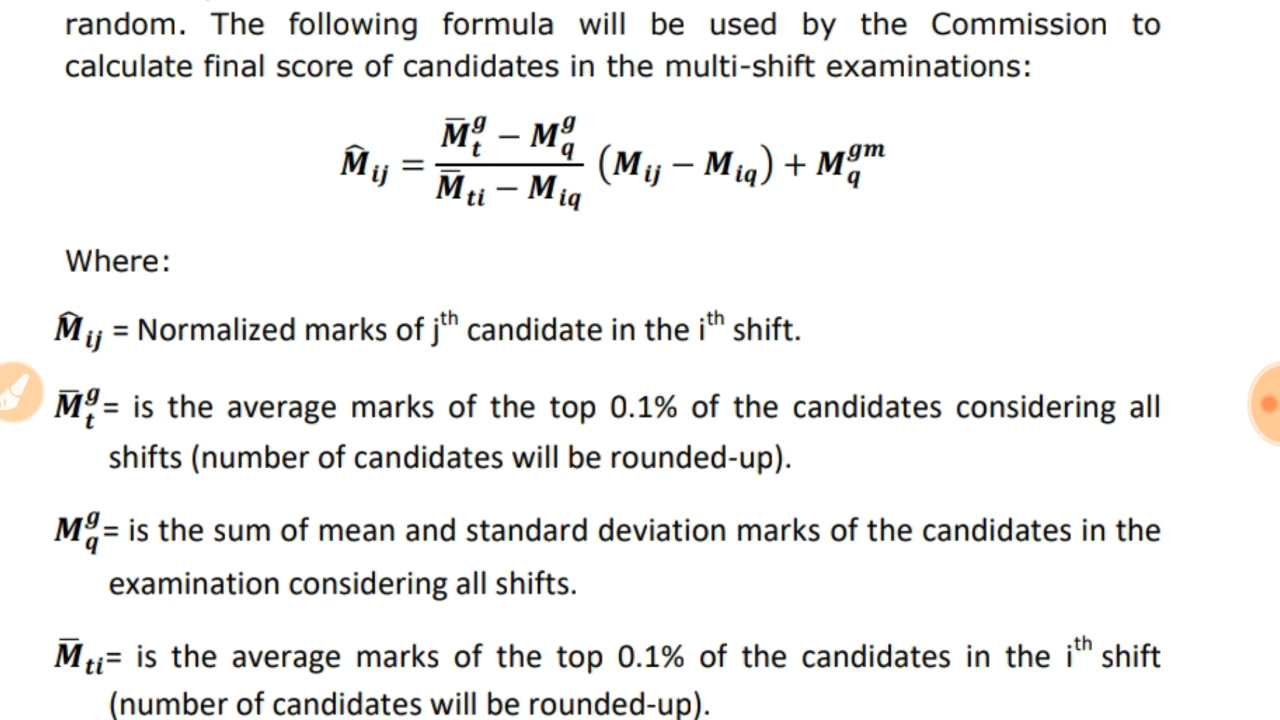 random. The following formula will be used by the Commission to
calculate final score of candidates in the multi-shift examinations:
M̂ij = (M̄tᵍ − Mqᵍ) / (M̄ti − Miq) (Mij − Miq) + Mqᵍᵐ
Where:
M̂ij = Normalized marks of jᵗʰ candidate in the iᵗʰ shift.
M̄tᵍ= is the average marks of the top 0.1% of the candidates considering all
shifts (number of candidates will be rounded-up).
Mqᵍ= is the sum of mean and standard deviation marks of the candidates in the
examination considering all shifts.
M̄ti= is the average marks of the top 0.1% of the candidates in the iᵗʰ shift
(number of candidates will be rounded-up).